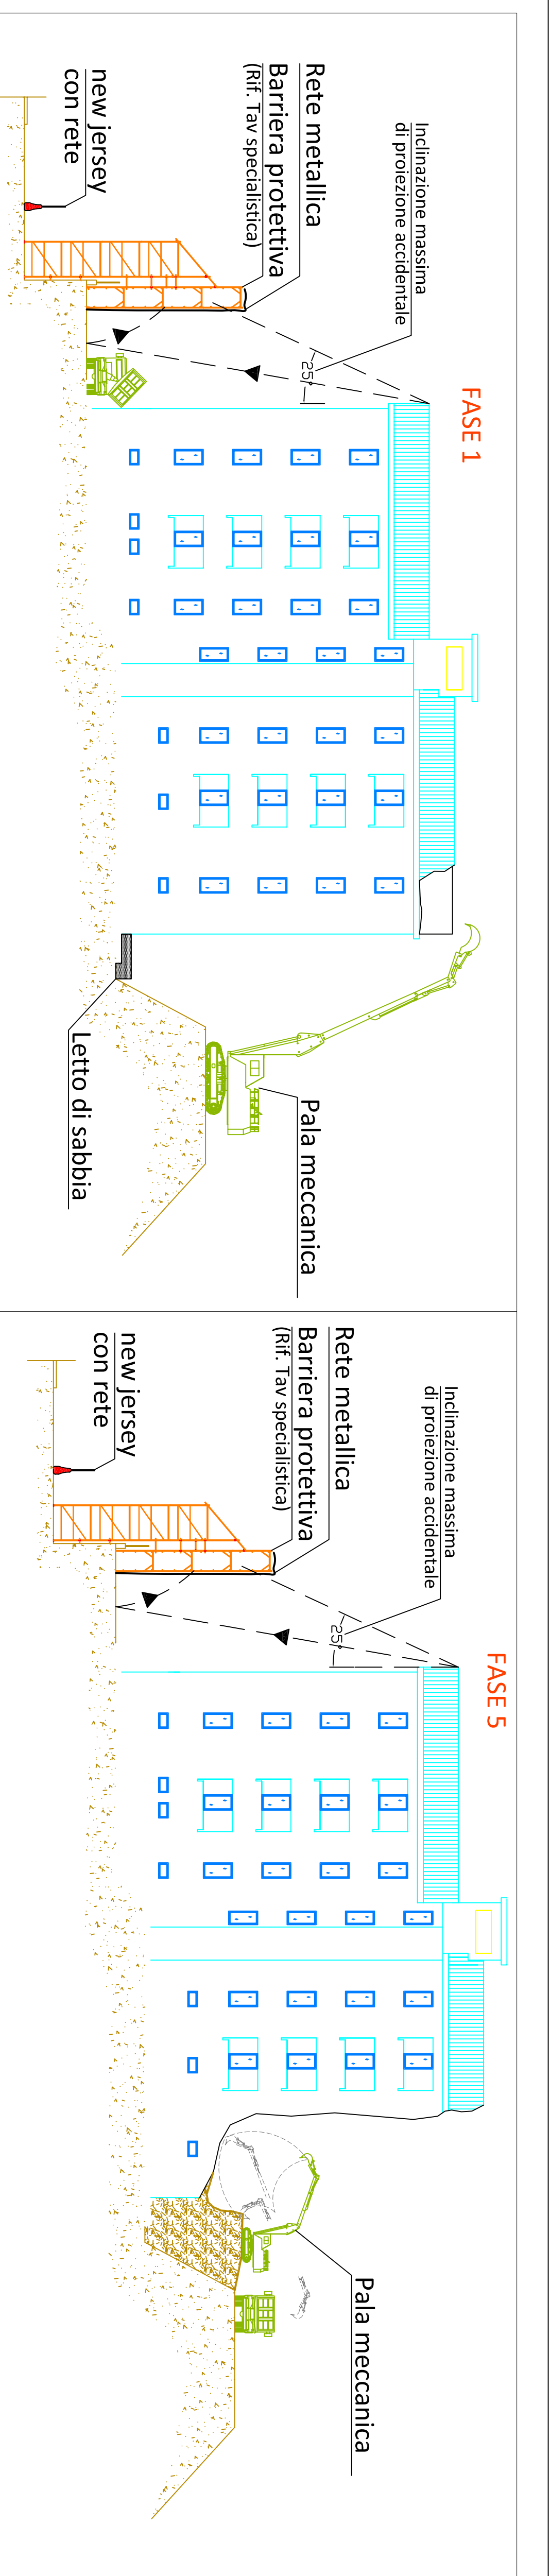 FASE 1
Inclinazione massima
di proiezione accidentale
Rete metallica
Barriera protettiva
(Rif. Tav specialistica)
new jersey
con rete
25°
Pala meccanica
Letto di sabbia
FASE 5
Inclinazione massima
di proiezione accidentale
Rete metallica
Barriera protettiva
(Rif. Tav specialistica)
new jersey
con rete
25°
Pala meccanica